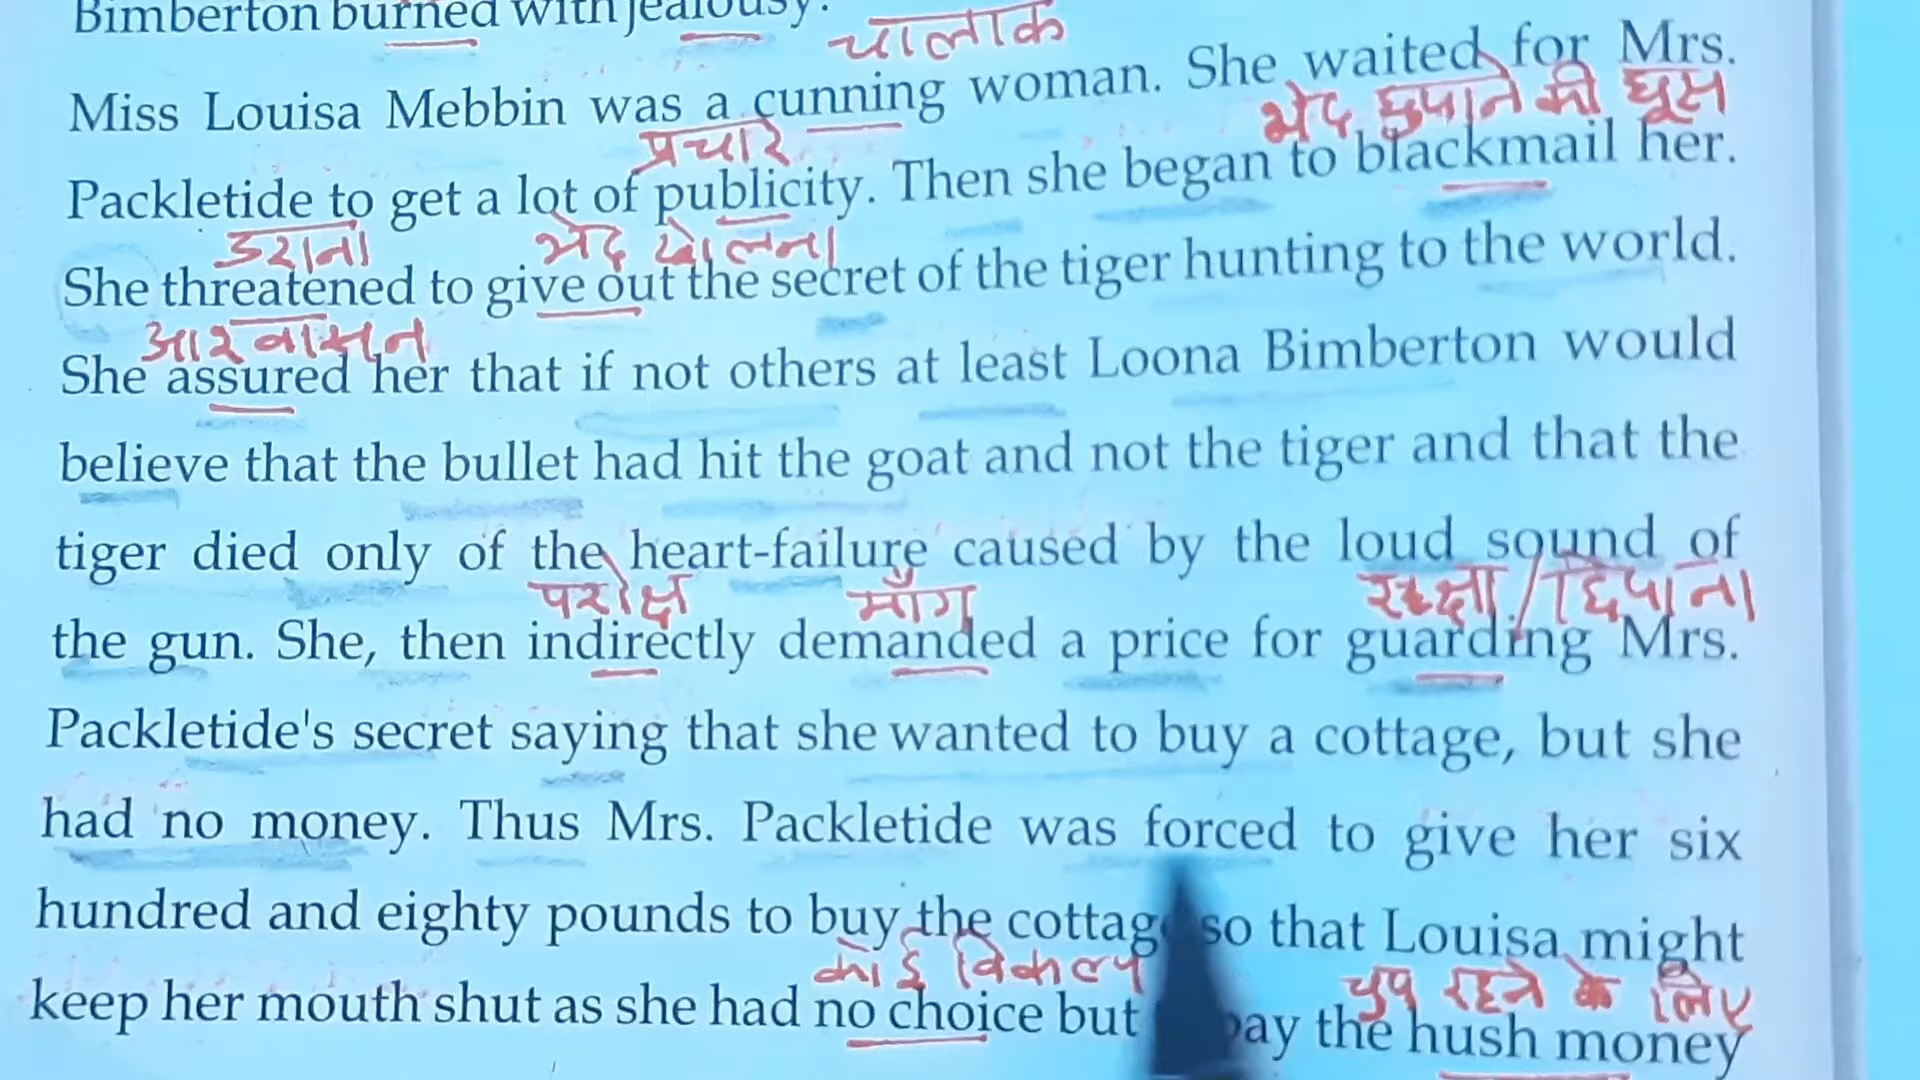 Bimberton burned with jealousy.
चालाक
Miss Louisa Mebbin was a cunning woman. She waited for Mrs.
प्रचार भेद छुपाने की घूस
Packletide to get a lot of publicity. Then she began to blackmail her.
डराना भेद खोलना
She threatened to give out the secret of the tiger hunting to the world.
आश्वासन
She assured her that if not others at least Loona Bimberton would
believe that the bullet had hit the goat and not the tiger and that the
tiger died only of the heart-failure caused by the loud sound of
परोक्ष माँग रक्षा/छिपाना
the gun. She, then indirectly demanded a price for guarding Mrs.
Packletide's secret saying that she wanted to buy a cottage, but she
had no money. Thus Mrs. Packletide was forced to give her six
hundred and eighty pounds to buy the cottage so that Louisa might
कोई विकल्प चुप रहने के लिए
keep her mouth shut as she had no choice but pay the hush money